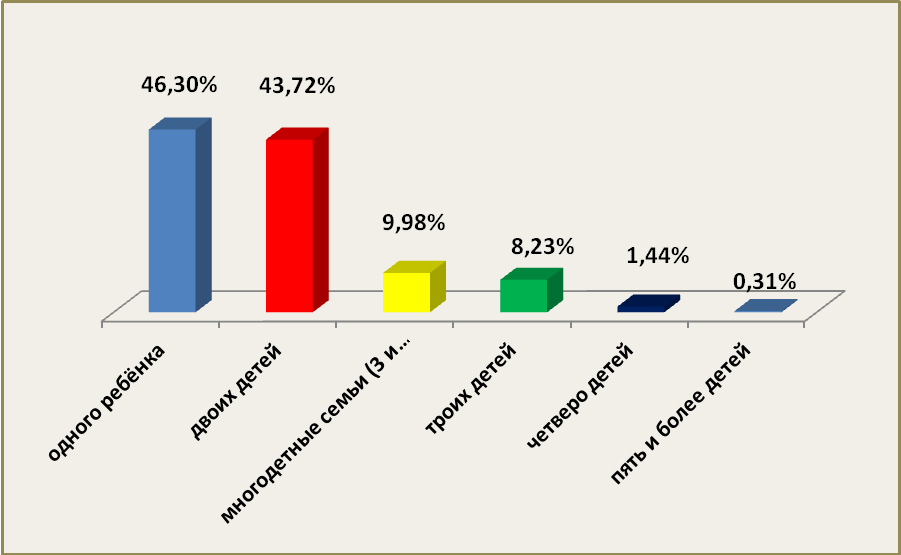 46,30%
43,72%
9,98%
8,23%
1,44%
0,31%
одного ребёнка
двоих детей
многодетные семьи (3 и...
троих детей
четверо детей
пять и более детей